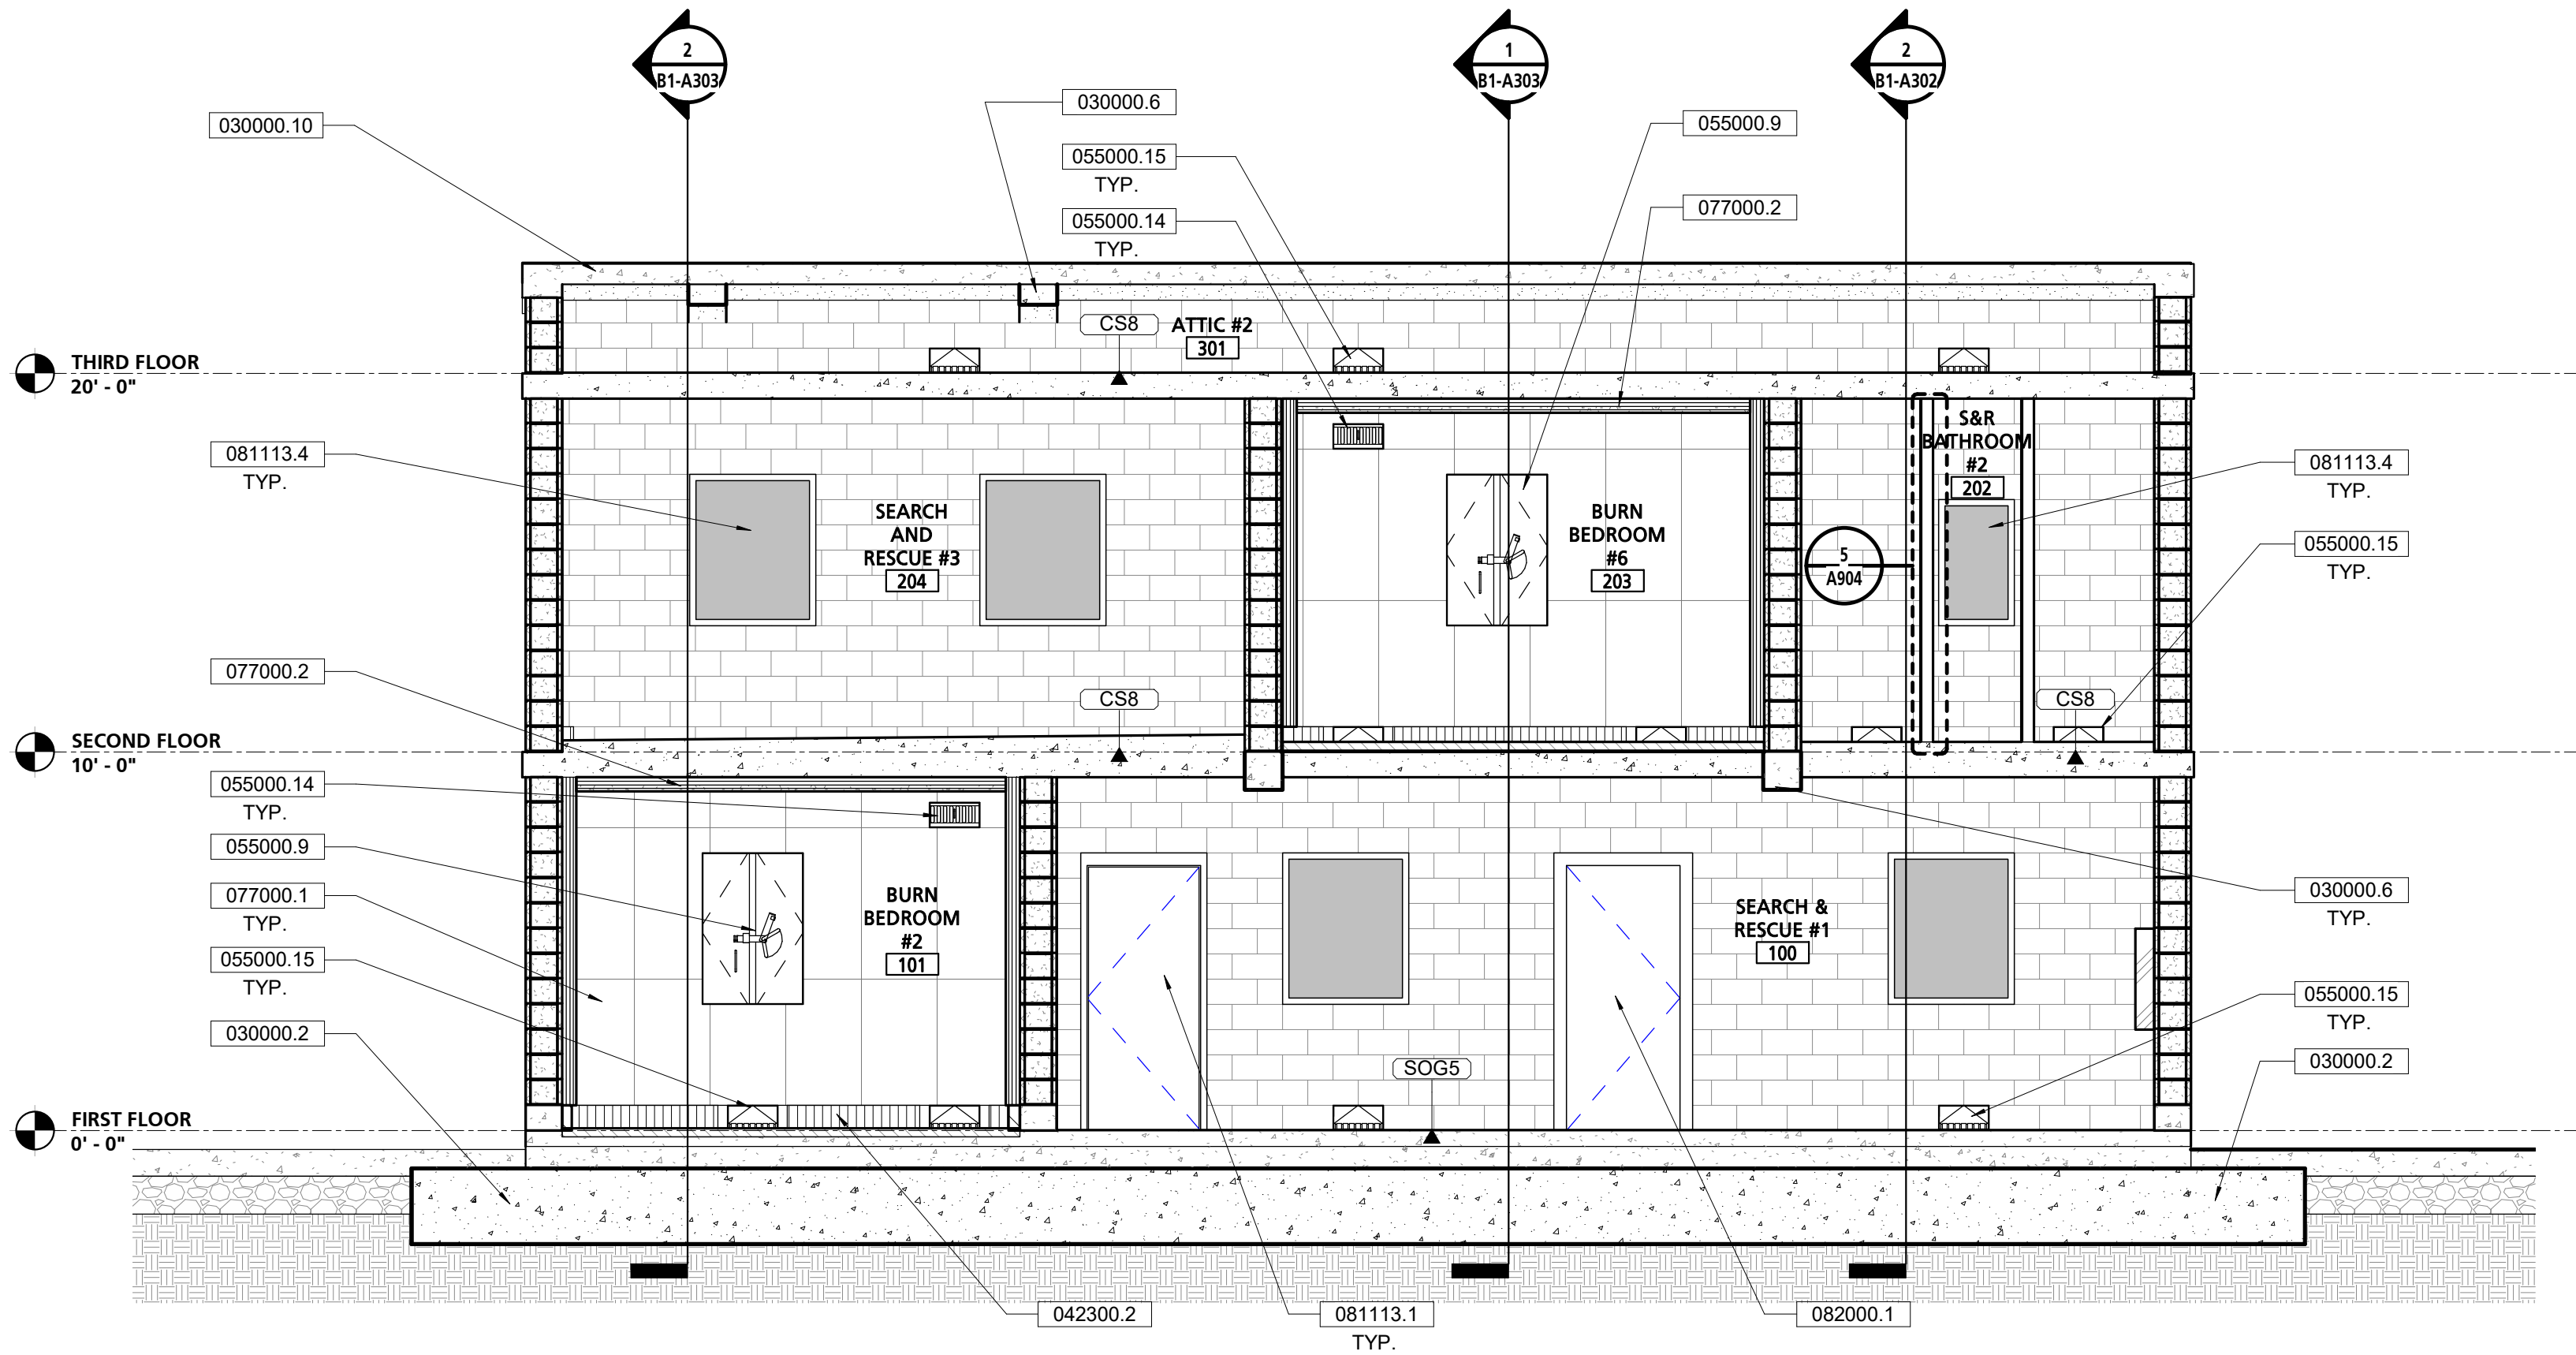 2
B1-A303
1
B1-A303
2
B1-A302
030000.10
030000.6
055000.15
TYP.
055000.14
TYP.
055000.9
077000.2
CS8
ATTIC #2
301
THIRD FLOOR
20' - 0"
081113.4
TYP.
SEARCH
AND
RESCUE #3
204
BURN
BEDROOM
#6
203
S&R
BATHROOM
#2
202
5
A904
081113.4
TYP.
055000.15
TYP.
077000.2
CS8
CS8
SECOND FLOOR
10' - 0"
055000.14
TYP.
055000.9
077000.1
TYP.
055000.15
TYP.
030000.2
BURN
BEDROOM
#2
101
SEARCH &
RESCUE #1
100
030000.6
TYP.
055000.15
TYP.
030000.2
SOG5
FIRST FLOOR
0' - 0"
042300.2
081113.1
TYP.
082000.1